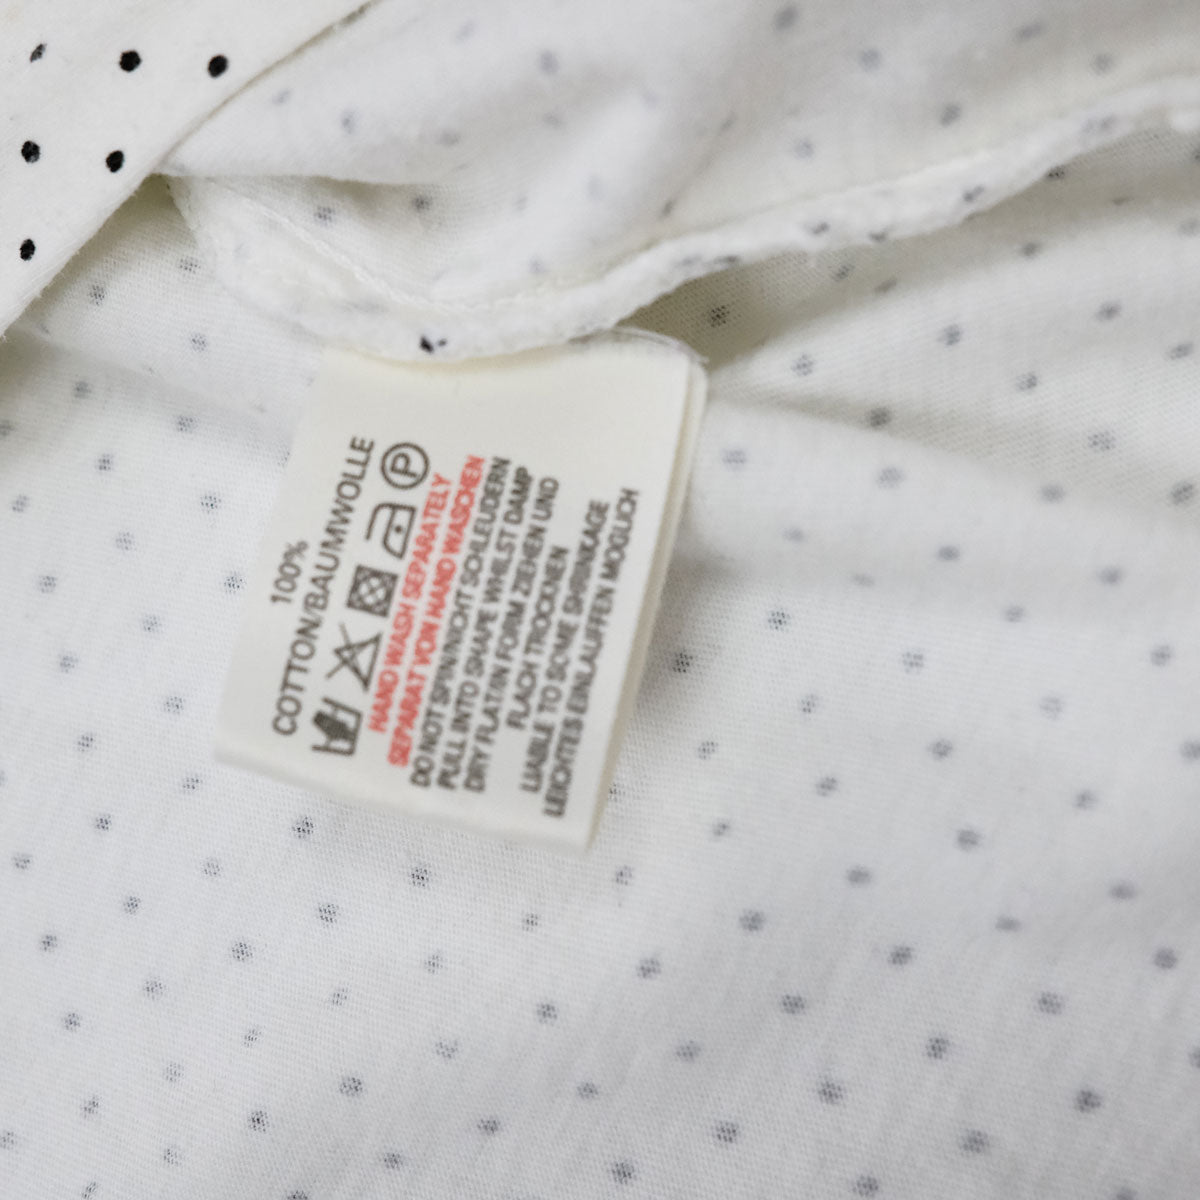 100%
COTTON/BAUMWOLLE
P
HAND WASH SEPARATELY
SEPARAT VON HAND WASCHEN
DO NOT SPIN/NICHT SCHLEUDERN
PULL INTO SHAPE WHILST DAMP
DRY FLAT/IN FORM ZIEHEN UND
FLACH TROCKNEN
LIABLE TO SOME SHRINKAGE
LEICHTES EINLAUFFEN MOGLICH